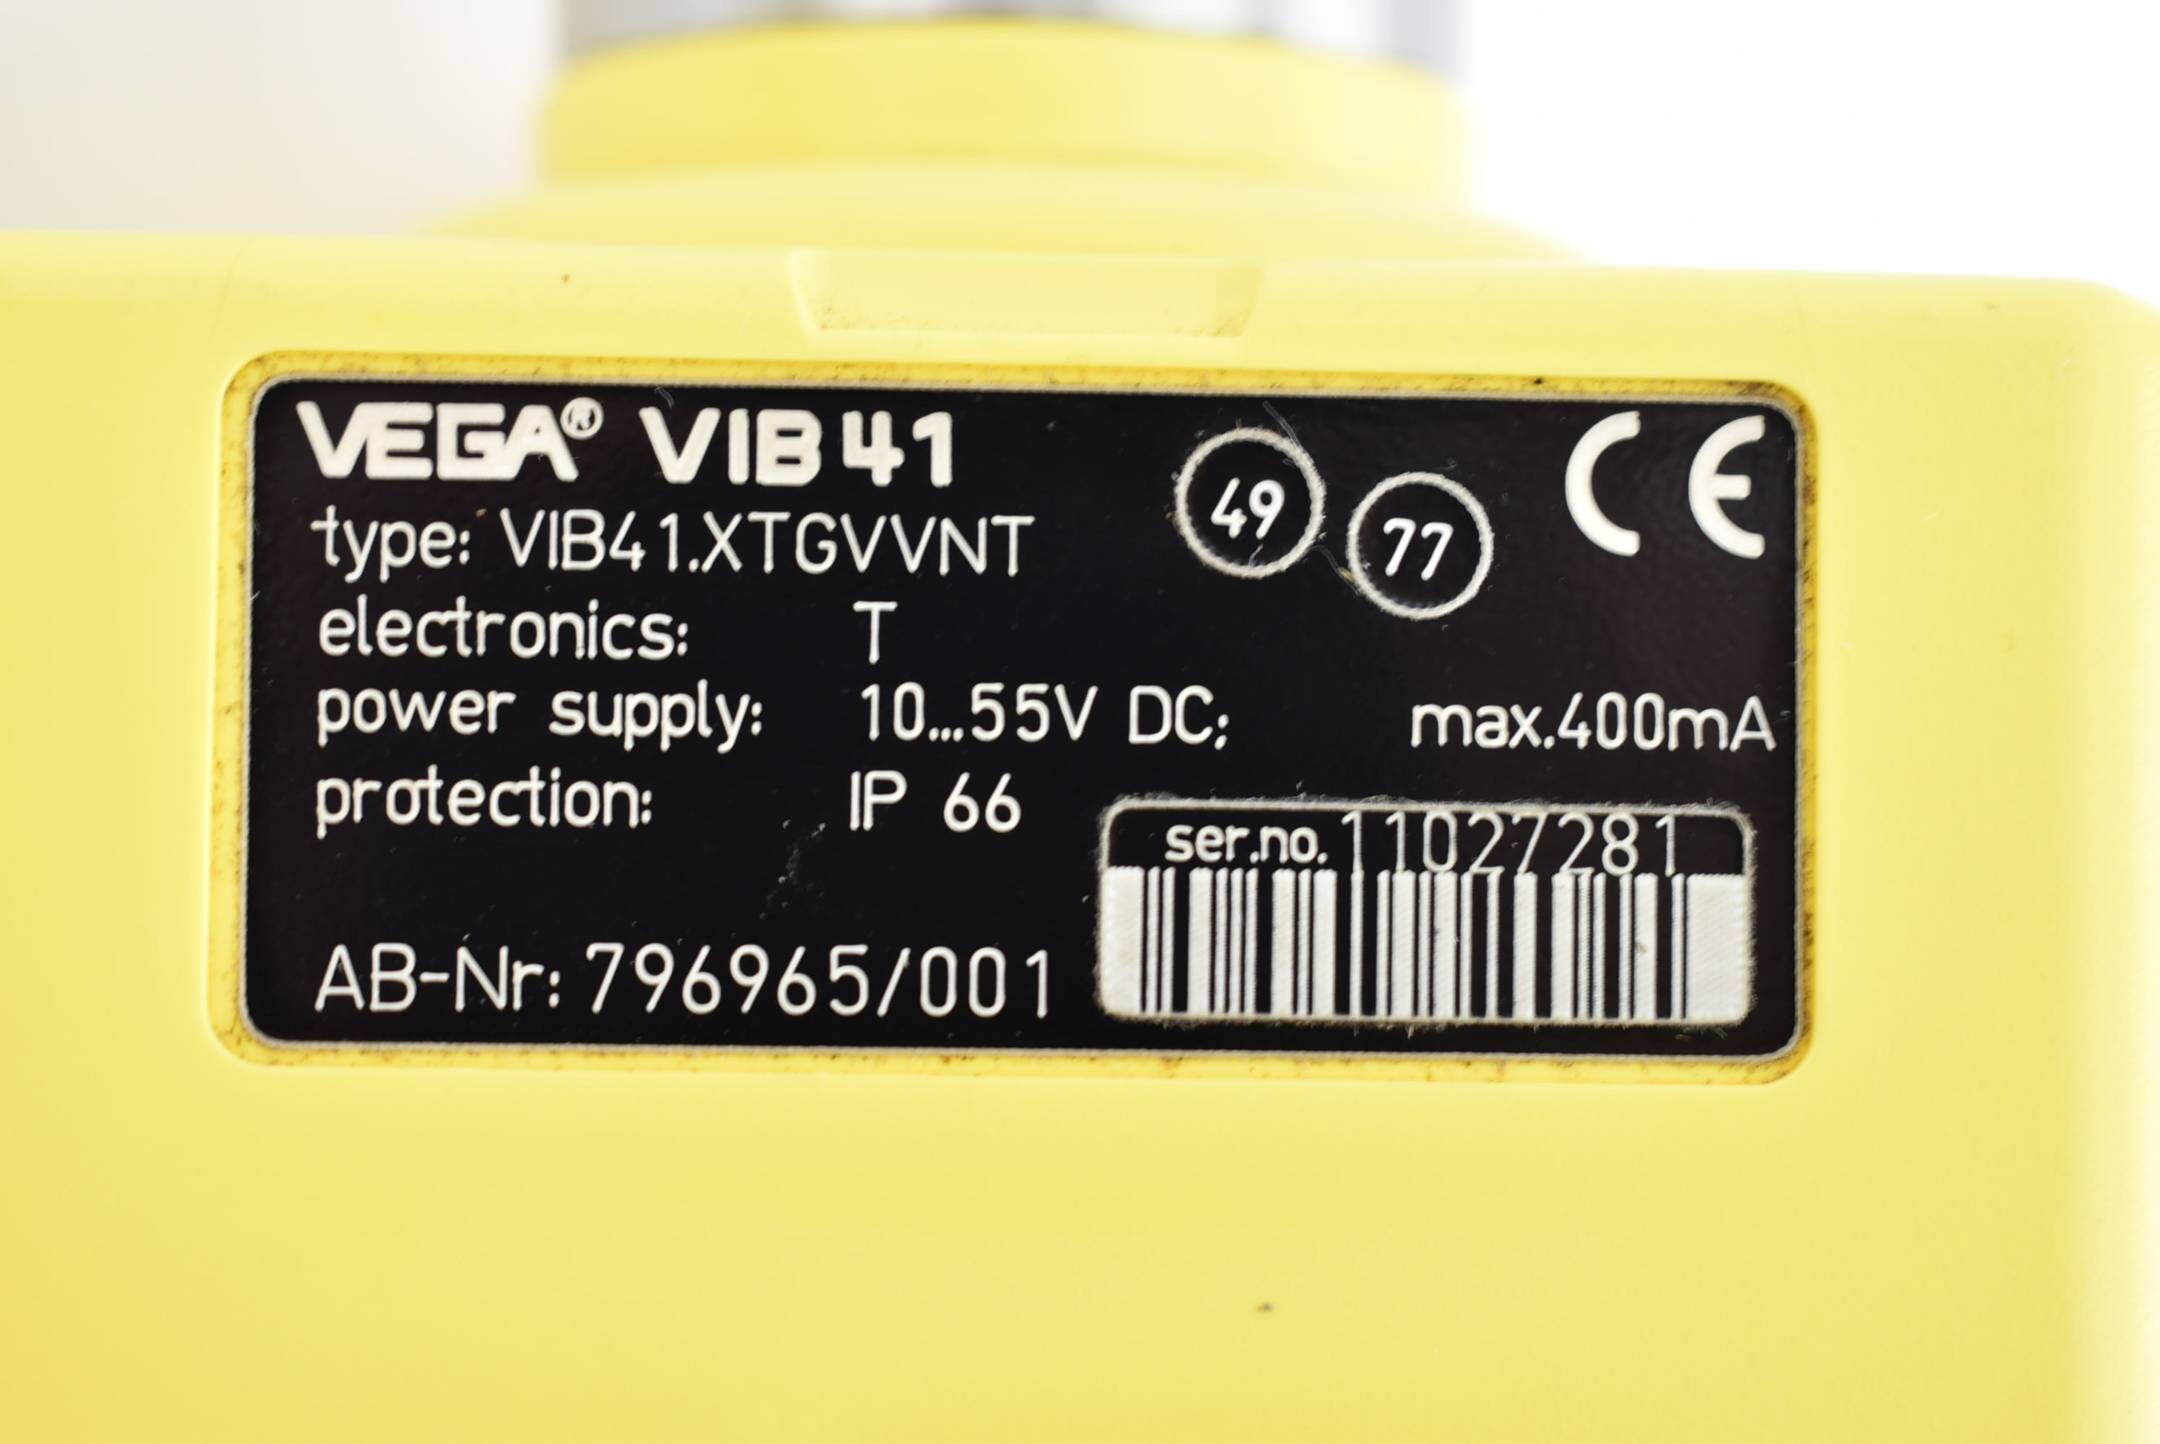 VEGA® VIB 41
49 77 CE
type: VIB41.XTGVVNT
electronics: T
power supply: 10...55V DC; max.400mA
protection: IP 66
ser.no. 11027281
AB-Nr: 796965/001